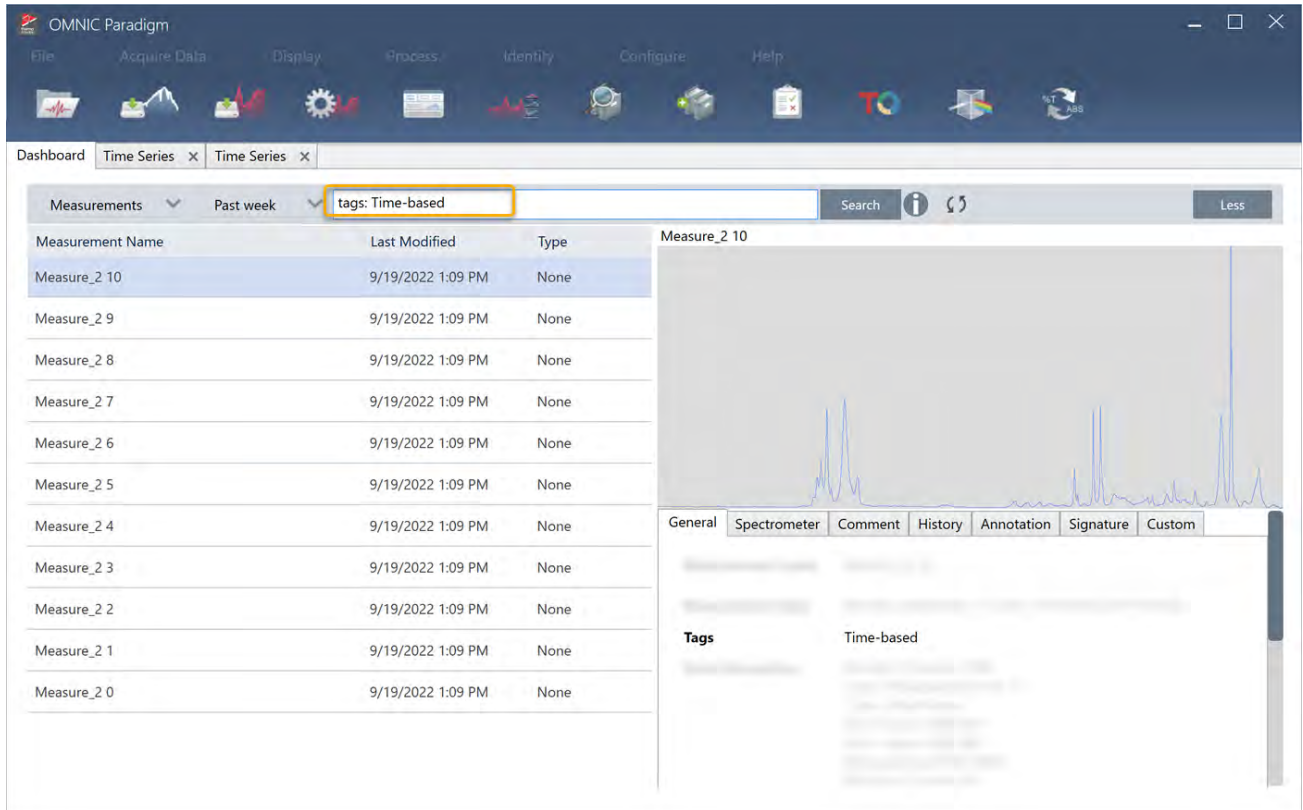 OMNIC Paradigm
File Acquire Data Display Process Identify Configure Help
TQ %T ABS
Dashboard Time Series × Time Series ×
Measurements Past week tags: Time-based Search i Less
Measurement Name Last Modified Type
Measure_2 10
Measure_2 10 9/19/2022 1:09 PM None
Measure_2 9 9/19/2022 1:09 PM None
Measure_2 8 9/19/2022 1:09 PM None
Measure_2 7 9/19/2022 1:09 PM None
Measure_2 6 9/19/2022 1:09 PM None
Measure_2 5 9/19/2022 1:09 PM None
Measure_2 4 9/19/2022 1:09 PM None
Measure_2 3 9/19/2022 1:09 PM None
Measure_2 2 9/19/2022 1:09 PM None
Measure_2 1 9/19/2022 1:09 PM None
Measure_2 0 9/19/2022 1:09 PM None
General Spectrometer Comment History Annotation Signature Custom
Tags Time-based